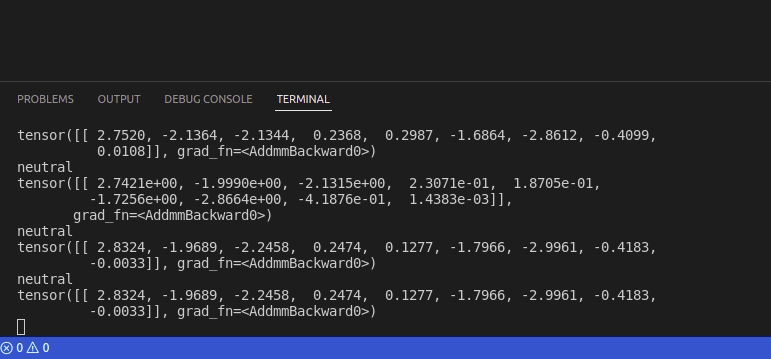 PROBLEMS OUTPUT DEBUG CONSOLE TERMINAL
tensor([[ 2.7520, -2.1364, -2.1344,  0.2368,  0.2987, -1.6864, -2.8612, -0.4099,
          0.0108]], grad_fn=<AddmmBackward0>)
neutral
tensor([[ 2.7421e+00, -1.9990e+00, -2.1315e+00,  2.3071e-01,  1.8705e-01,
         -1.7256e+00, -2.8664e+00, -4.1876e-01,  1.4383e-03]],
       grad_fn=<AddmmBackward0>)
neutral
tensor([[ 2.8324, -1.9689, -2.2458,  0.2474,  0.1277, -1.7966, -2.9961, -0.4183,
         -0.0033]], grad_fn=<AddmmBackward0>)
neutral
tensor([[ 2.8324, -1.9689, -2.2458,  0.2474,  0.1277, -1.7966, -2.9961, -0.4183,
         -0.0033]], grad_fn=<AddmmBackward0>)
0 0